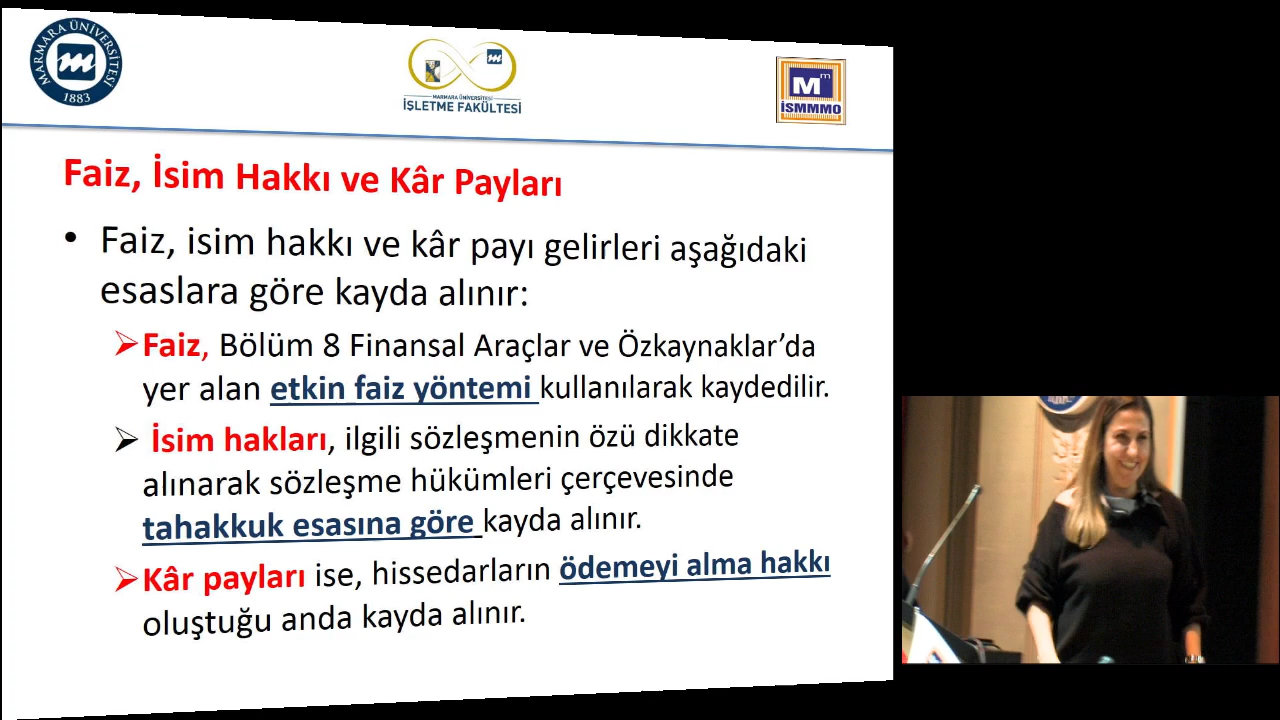 MARMARA ÜNİVERSİTESİ
1883
MARMARA ÜNİVERSİTESİ
İŞLETME FAKÜLTESİ
M m
İSMMMO
Faiz, İsim Hakkı ve Kâr Payları
• Faiz, isim hakkı ve kâr payı gelirleri aşağıdaki
esaslara göre kayda alınır:
➢Faiz, Bölüm 8 Finansal Araçlar ve Özkaynaklar’da
yer alan etkin faiz yöntemi kullanılarak kaydedilir.
➢ İsim hakları, ilgili sözleşmenin özü dikkate
alınarak sözleşme hükümleri çerçevesinde
tahakkuk esasına göre kayda alınır.
➢Kâr payları ise, hissedarların ödemeyi alma hakkı
oluştuğu anda kayda alınır.